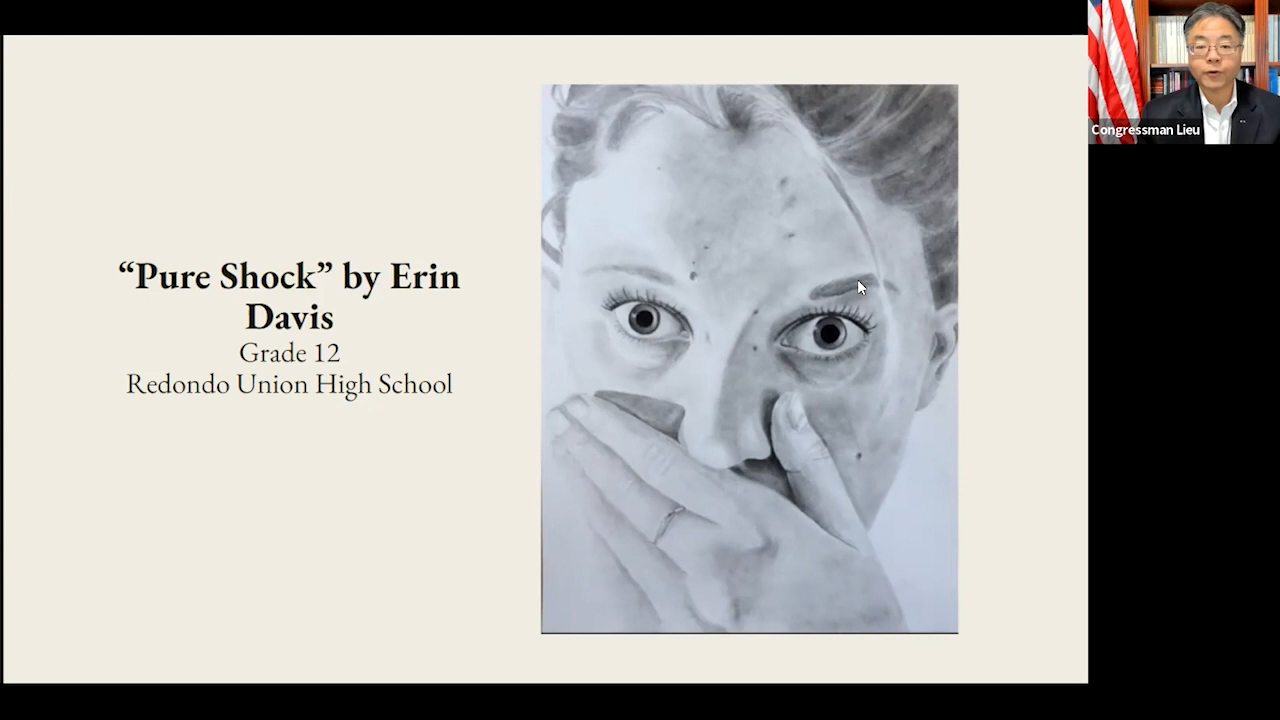 “Pure Shock” by Erin
Davis
Grade 12
Redondo Union High School
Congressman Lieu